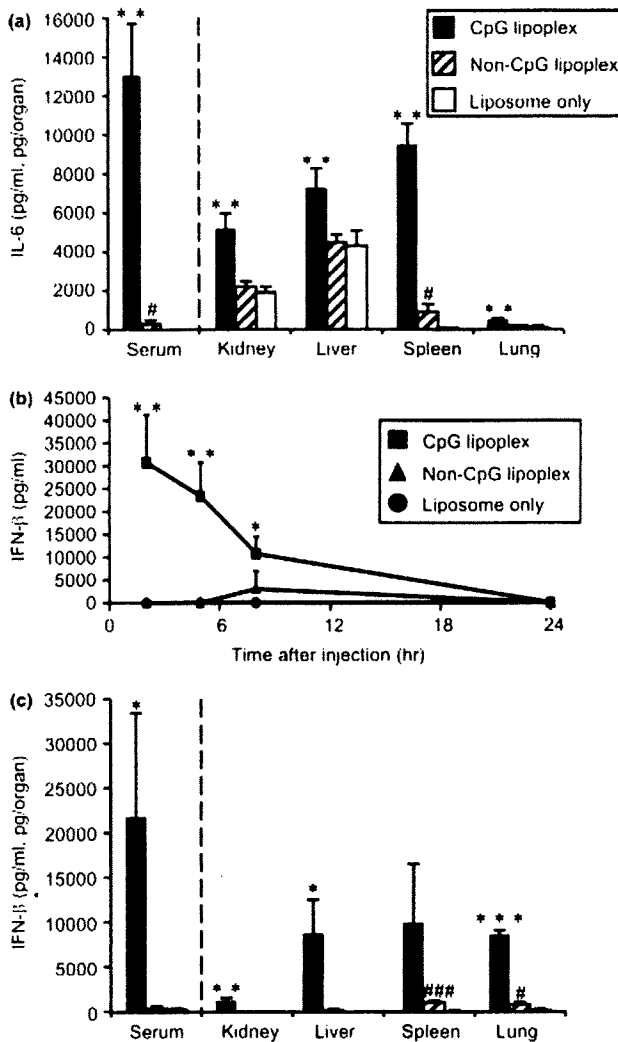 (a)
IL-6 (pg/ml, pg/organ)
16000
14000
12000
10000
8000
6000
4000
2000
0
* *
#
* *
* *
* *
#
* *
CpG lipoplex
Non-CpG lipoplex
Liposome only
Serum Kidney Liver Spleen Lung
(b)
IFN-β (pg/ml)
45000
40000
35000
30000
25000
20000
15000
10000
5000
0
* *
* *
*
CpG lipoplex
Non-CpG lipoplex
Liposome only
0 6 12 18 24
Time after injection (hr)
(c)
IFN-β (pg/ml, pg/organ)
35000
30000
25000
20000
15000
10000
5000
0
*
* *
*
###
* * *
#
Serum Kidney Liver Spleen Lung